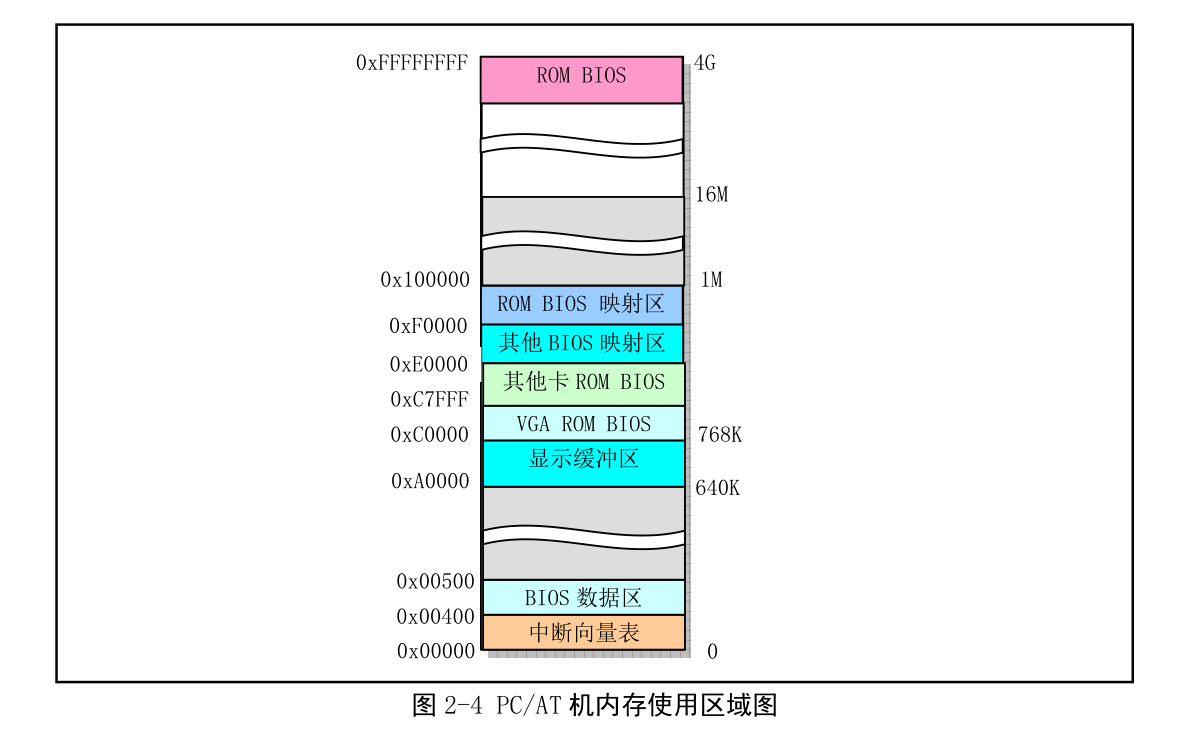 0xFFFFFFFF ROM BIOS 4G
16M
0x100000 1M
ROM BIOS 映射区
0xF0000
其他 BIOS 映射区
0xE0000
其他卡 ROM BIOS
0xC7FFF
VGA ROM BIOS
0xC0000 768K
显示缓冲区
0xA0000 640K
0x00500
BIOS 数据区
0x00400
中断向量表
0x00000 0
图 2-4 PC/AT 机内存使用区域图